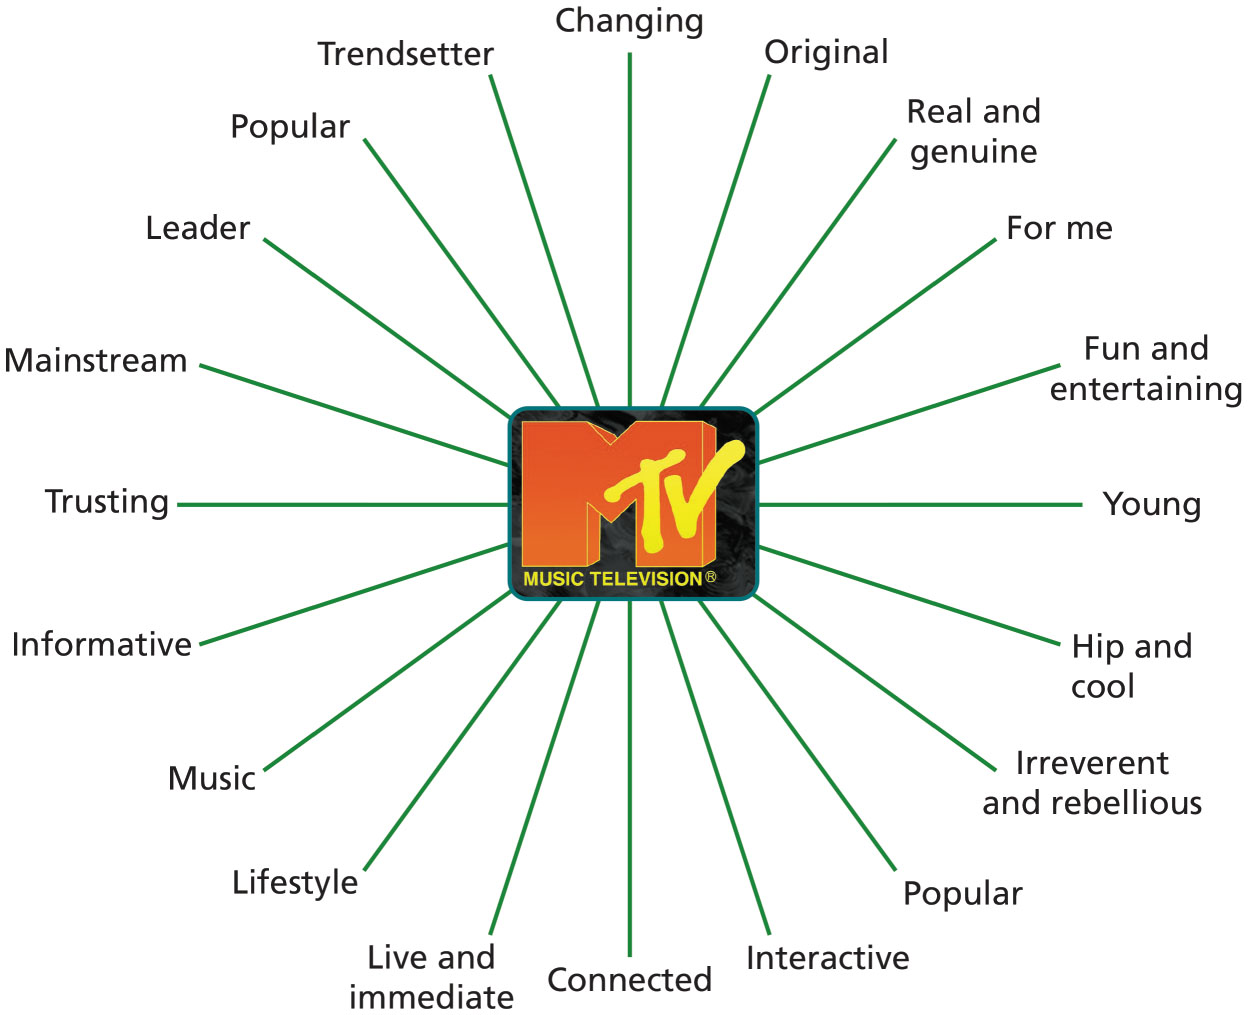 Changing
Trendsetter
Original
Popular
Real and
genuine
Leader
For me
Mainstream
Fun and
entertaining
Trusting
Young
MTV
MUSIC TELEVISION®
Informative
Hip and
cool
Music
Irreverent
and rebellious
Lifestyle
Popular
Live and
immediate
Connected
Interactive